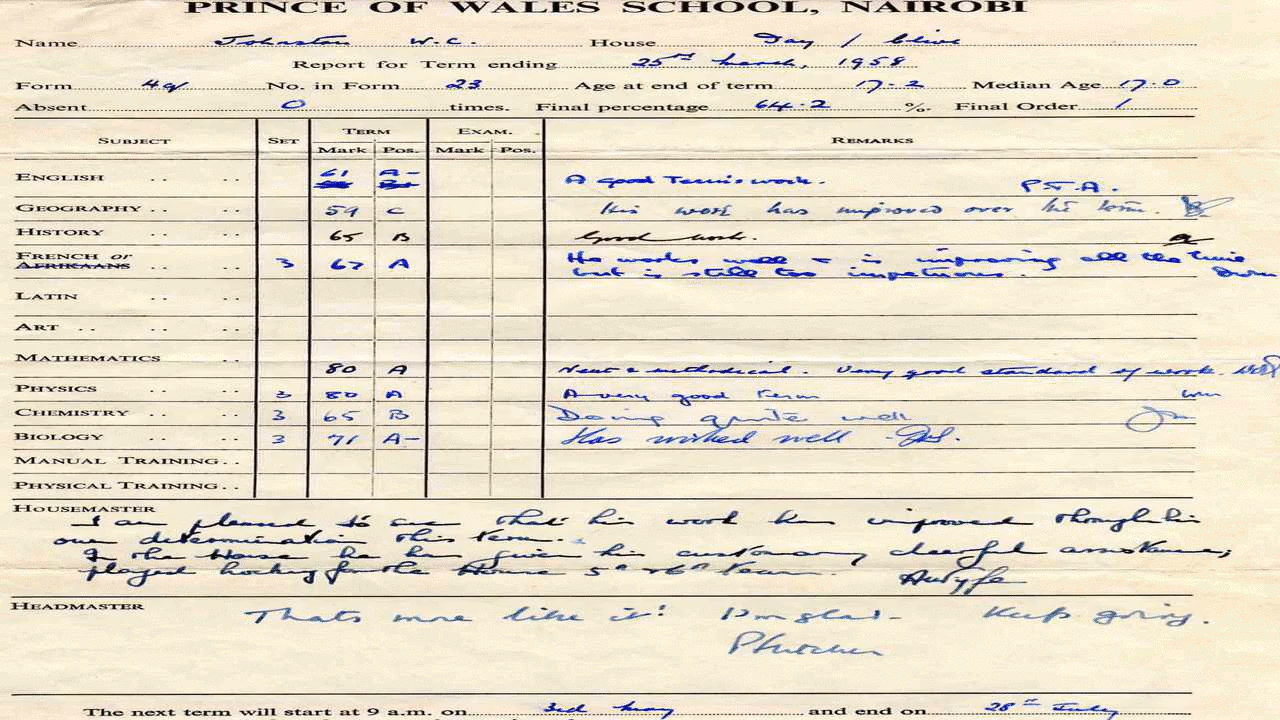 PRINCE OF WALES SCHOOL, NAIROBI
Name Johnston W.C. House Day / Clive
Report for Term ending 25th March, 1958
Form 4g No. in Form 23 Age at end of term 17-2 Median Age 17-0
Absent 0 times. Final percentage 64.2 %. Final Order 1
SUBJECT SET TERM EXAM. REMARKS
Mark Pos. Mark Pos.
ENGLISH 61 A- A good Term's work. P.J.A.
GEOGRAPHY 59 C His work has improved over the term.
HISTORY 65 B Good work.
FRENCH or
AFRIKAANS 3 67 A He works well & is improving all the time
but is still too impetuous.
LATIN
ART
MATHEMATICS 80 A Neat & methodical. Very good standard of work.
PHYSICS 3 80 A A very good term
CHEMISTRY 3 65 B Doing quite well
BIOLOGY 3 71 A- Has worked well
MANUAL TRAINING
PHYSICAL TRAINING
HOUSEMASTER
I am pleased to see that his work has improved through his
own determination this term.
In the House he has given his customary cheerful assistance;
played hockey for the House 5th & 6th Team.
HEADMASTER That's more like it! I'm glad. Keep going.
PFletcher
The next term will start at 9 a.m. on 3rd May and end on 28th July